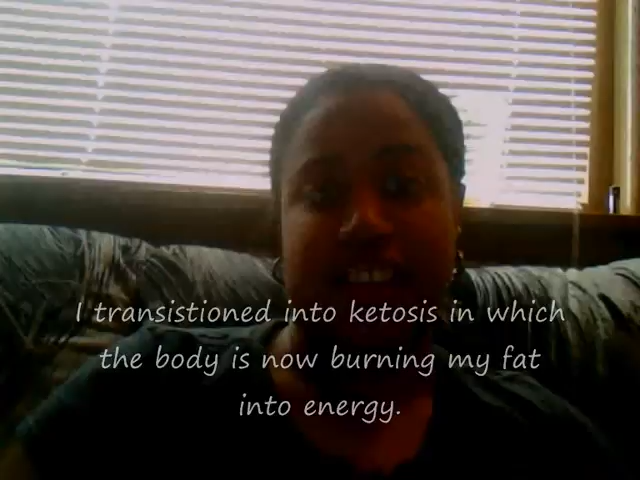 I transistioned into ketosis in which
the body is now burning my fat
into energy.